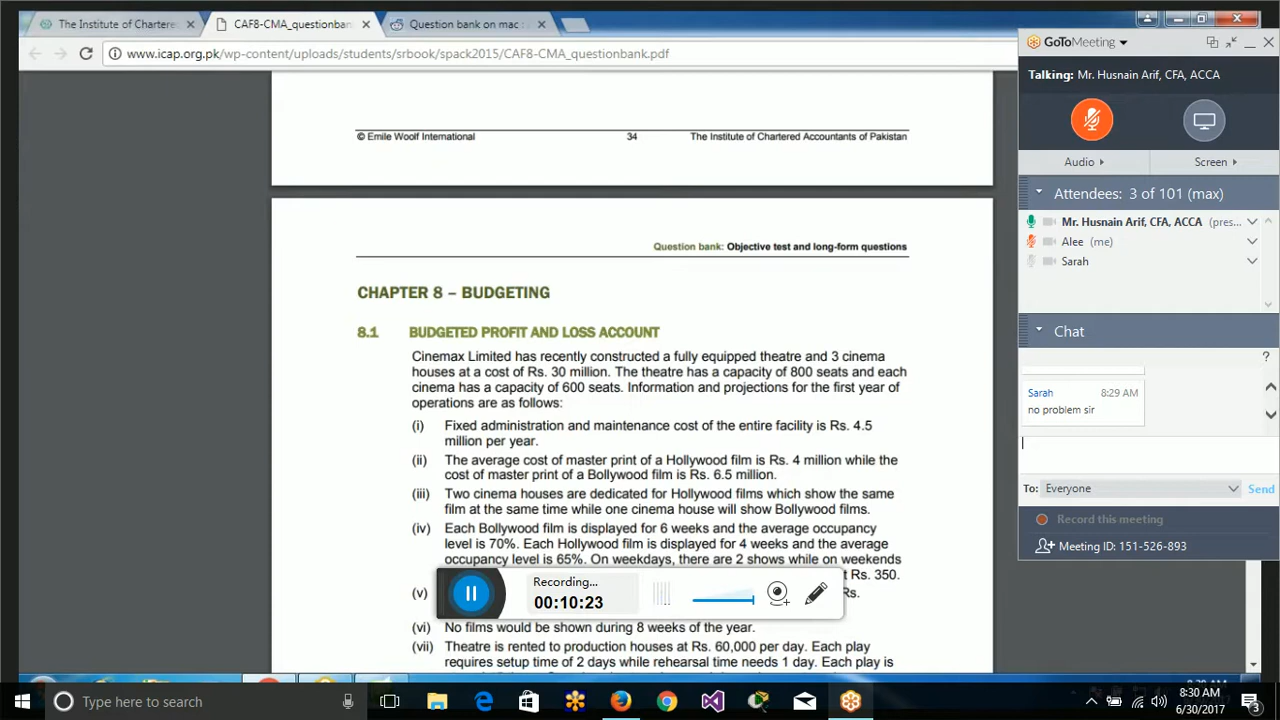 The Institute of Charterec
CAF8-CMA_questionban
Question bank on mac :
www.icap.org.pk/wp-content/uploads/students/srbook/spack2015/CAF8-CMA_questionbank.pdf
© Emile Woolf International
34
The Institute of Chartered Accountants of Pakistan
Question bank: Objective test and long-form questions
CHAPTER 8 – BUDGETING
8.1 BUDGETED PROFIT AND LOSS ACCOUNT
Cinemax Limited has recently constructed a fully equipped theatre and 3 cinema
houses at a cost of Rs. 30 million. The theatre has a capacity of 800 seats and each
cinema has a capacity of 600 seats. Information and projections for the first year of
operations are as follows:
(i) Fixed administration and maintenance cost of the entire facility is Rs. 4.5
million per year.
(ii) The average cost of master print of a Hollywood film is Rs. 4 million while the
cost of master print of a Bollywood film is Rs. 6.5 million.
(iii) Two cinema houses are dedicated for Hollywood films which show the same
film at the same time while one cinema house will show Bollywood films.
(iv) Each Bollywood film is displayed for 6 weeks and the average occupancy
level is 70%. Each Hollywood film is displayed for 4 weeks and the average
occupancy level is 65%. On weekdays, there are 2 shows while on weekends
t Rs. 350.
(v) Rs.
(vi) No films would be shown during 8 weeks of the year.
(vii) Theatre is rented to production houses at Rs. 60,000 per day. Each play
requires setup time of 2 days while rehearsal time needs 1 day. Each play is
Recording...
00:10:23
GoToMeeting
Talking: Mr. Husnain Arif, CFA, ACCA
Audio
Screen
Attendees: 3 of 101 (max)
Mr. Husnain Arif, CFA, ACCA (pres...
Alee (me)
Sarah
Chat
?
Sarah 8:29 AM
no problem sir
To: Everyone
Send
Record this meeting
Meeting ID: 151-526-893
Type here to search
8:30 AM
6/30/2017
3